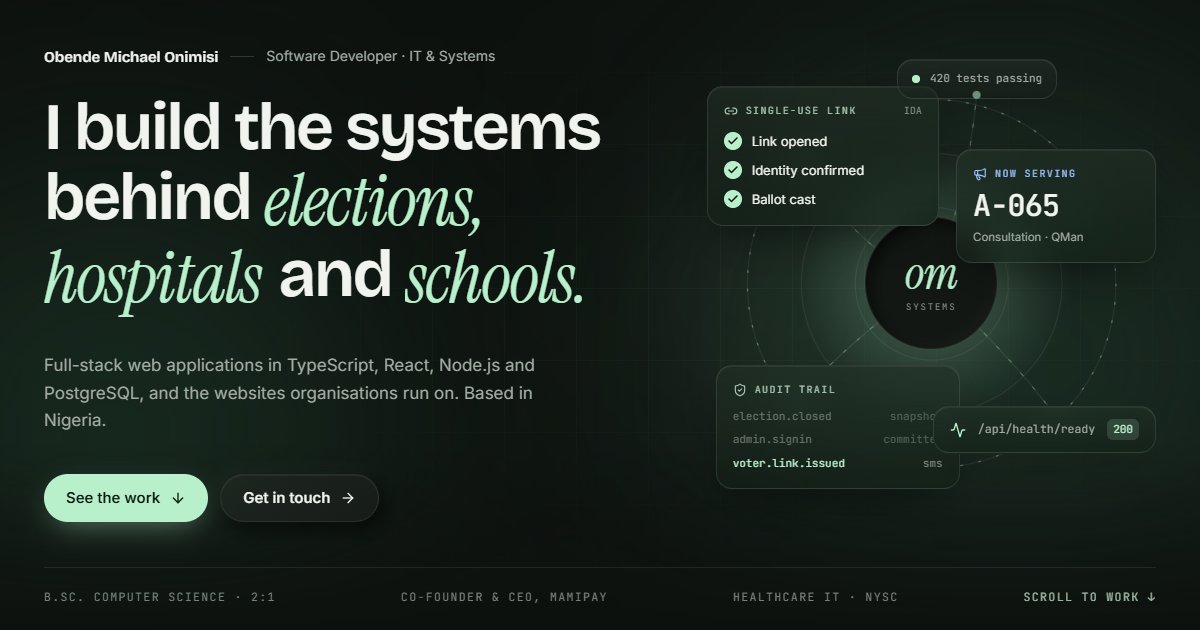 Obende Michael Onimisi — Software Developer · IT & Systems
I build the systems
behind elections,
hospitals and schools.
Full-stack web applications in TypeScript, React, Node.js and
PostgreSQL, and the websites organisations run on. Based in
Nigeria.
See the work ↓
Get in touch →
420 tests passing
SINGLE-USE LINK IOA
Link opened
Identity confirmed
Ballot cast
NOW SERVING
A-065
Consultation · QMan
om
SYSTEMS
AUDIT TRAIL
election.closed
admin.signin
voter.link.issued sms
/api/health/ready 200
B.SC. COMPUTER SCIENCE · 2:1
CO-FOUNDER & CEO, MAMIPAY
HEALTHCARE IT · NYSC
SCROLL TO WORK ↓